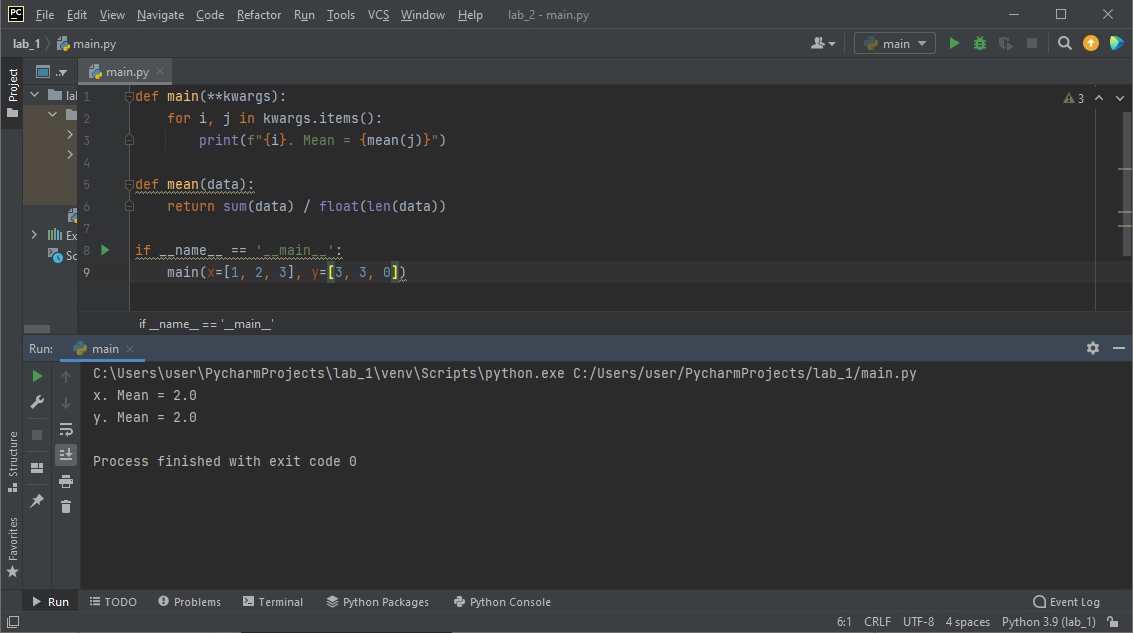 PC File Edit View Navigate Code Refactor Run Tools VCS Window Help lab_2 - main.py
lab_1 main.py main
Project .. main.py
lal
1 def main(**kwargs):
2 for i, j in kwargs.items():
3 print(f"{i}. Mean = {mean(j)}")
4
5 def mean(data):
6 return sum(data) / float(len(data))
7
8 if __name__ == '__main__':
9 main(x=[1, 2, 3], y=[3, 3, 0])
3
Ex
Sc
if __name__ == '__main__'
Run: main
C:\Users\user\PycharmProjects\lab_1\venv\Scripts\python.exe C:/Users/user/PycharmProjects/lab_1/main.py
x. Mean = 2.0
y. Mean = 2.0
Process finished with exit code 0
Structure
Favorites
Run TODO Problems Terminal Python Packages Python Console Event Log
6:1 CRLF UTF-8 4 spaces Python 3.9 (lab_1)